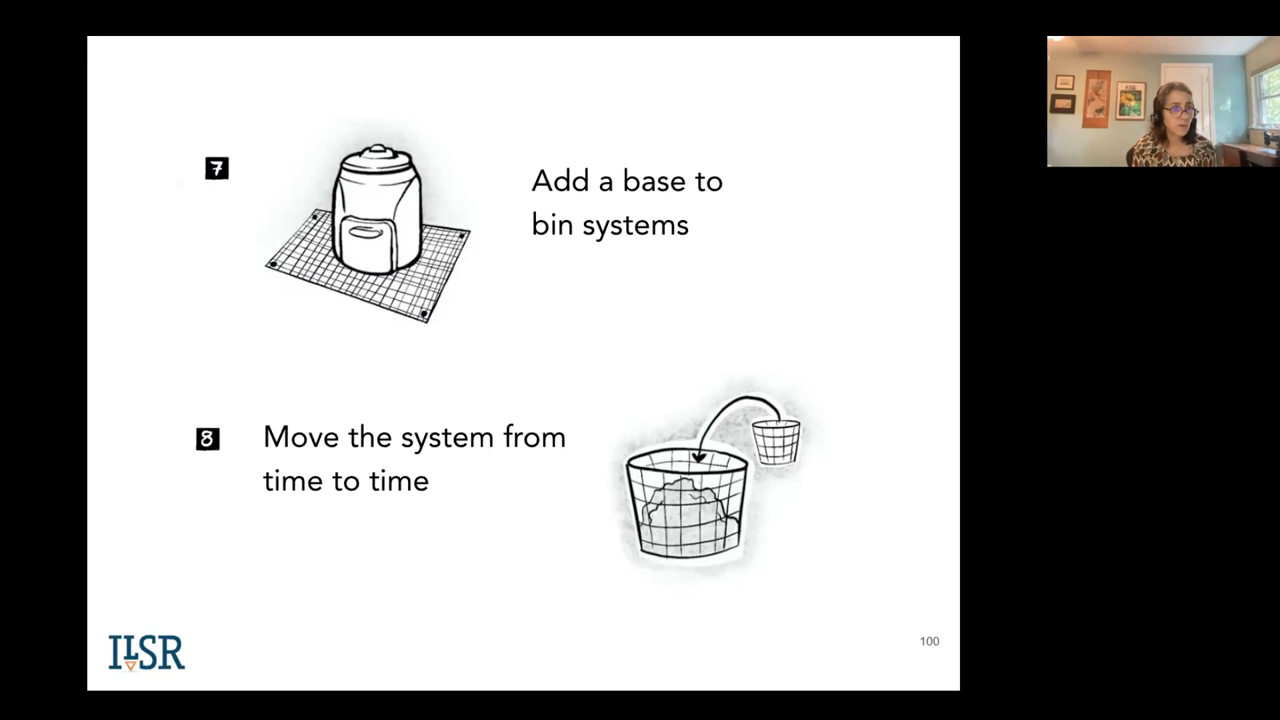 7
Add a base to
bin systems
8
Move the system from
time to time
ILSR
100